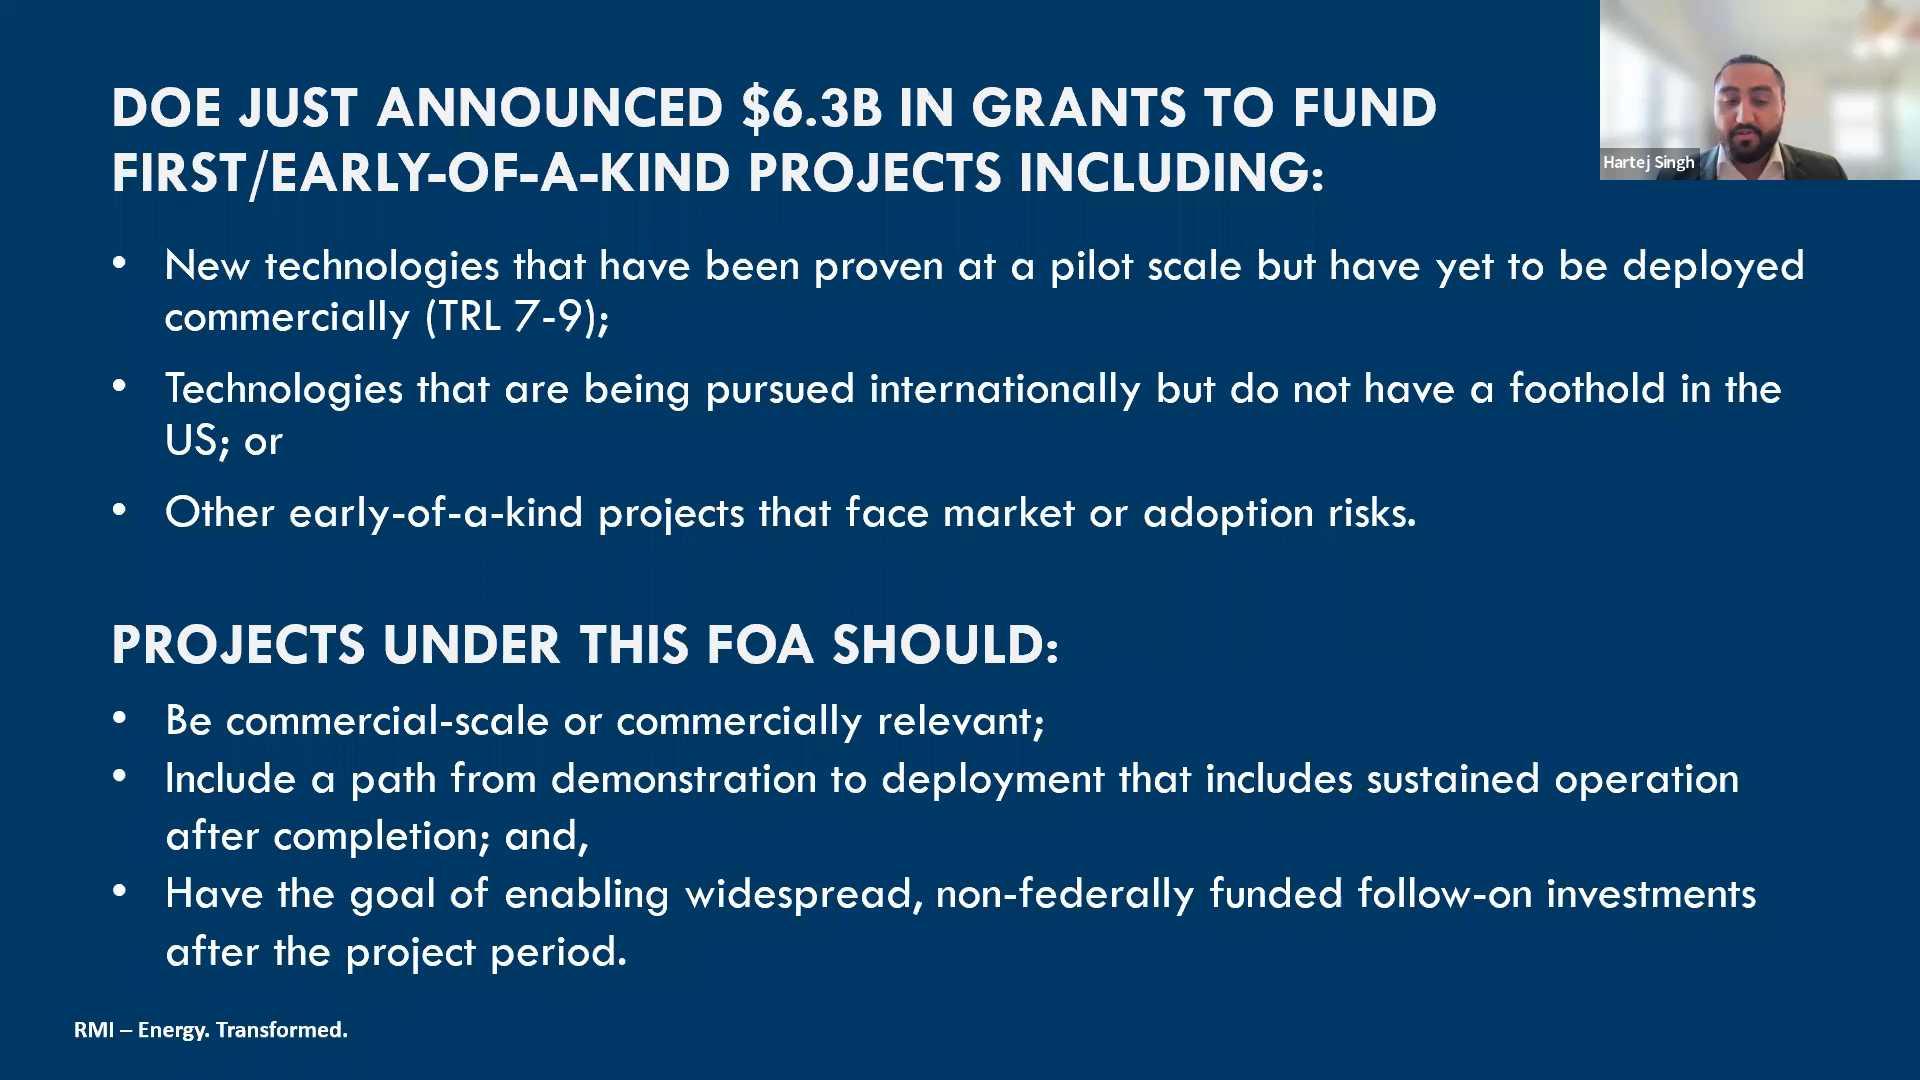 DOE JUST ANNOUNCED $6.3B IN GRANTS TO FUND
FIRST/EARLY-OF-A-KIND PROJECTS INCLUDING:
Hartej Singh
• New technologies that have been proven at a pilot scale but have yet to be deployed
commercially (TRL 7-9);
• Technologies that are being pursued internationally but do not have a foothold in the
US; or
• Other early-of-a-kind projects that face market or adoption risks.
PROJECTS UNDER THIS FOA SHOULD:
• Be commercial-scale or commercially relevant;
• Include a path from demonstration to deployment that includes sustained operation
after completion; and,
• Have the goal of enabling widespread, non-federally funded follow-on investments
after the project period.
RMI – Energy. Transformed.